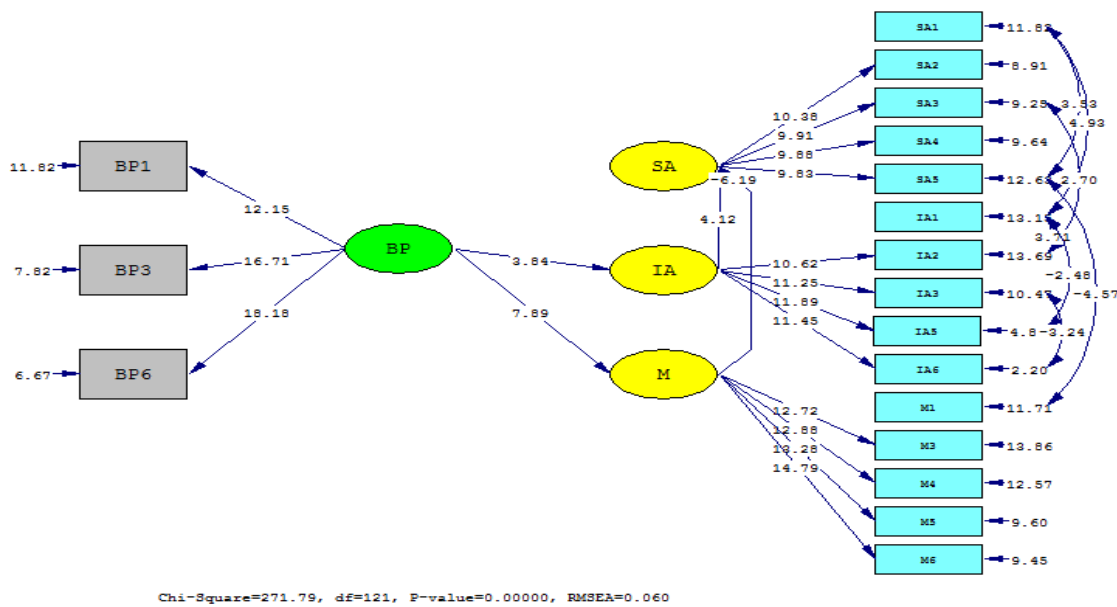 SA1 11.82
SA2 8.91
SA3 9.25 3.53
10.38
4.93
9.91
SA4 9.64
11.82 BP1 SA 9.88
9.83
-6.19 SA5 12.63 2.70
12.15 4.12 IA1 13.19
3.71
BP 3.84 10.62 IA2 13.69
7.82 BP3 16.71 IA 11.25 -2.48
11.89 IA3 10.47 -4.57
18.18 7.89 11.45 IA5 4.8 -3.24
6.67 BP6 M IA6 2.20
12.72 M1 11.71
12.88
13.28 M3 13.86
14.79
M4 12.57
M5 9.60
M6 9.45
Chi-Square=271.79, df=121, P-value=0.00000, RMSEA=0.060